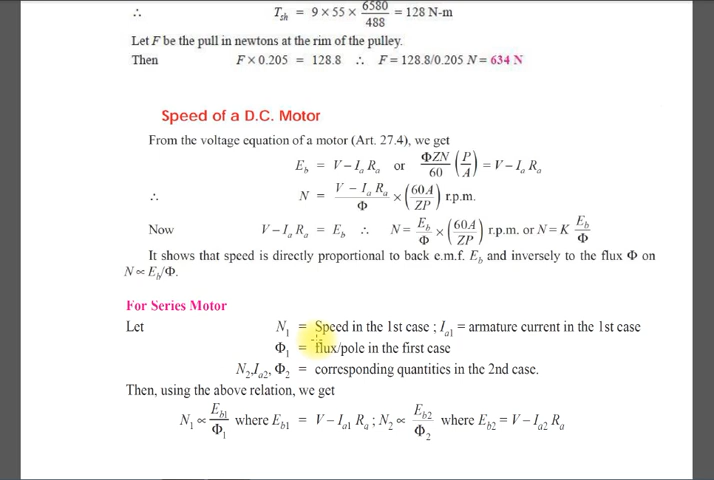 ∴ T_sh = 9 × 55 × 6580/488 = 128 N-m
Let F be the pull in newtons at the rim of the pulley.
Then F × 0.205 = 128.8 ∴ F = 128.8/0.205 N = 634 N
Speed of a D.C. Motor
From the voltage equation of a motor (Art. 27.4), we get
E_b = V – I_a R_a or ΦZN/60 (P/A) = V – I_a R_a
∴ N = (V – I_a R_a)/Φ × (60A/ZP) r.p.m.
Now V – I_a R_a = E_b ∴ N = E_b/Φ × (60A/ZP) r.p.m. or N = K E_b/Φ
It shows that speed is directly proportional to back e.m.f. E_b and inversely to the flux Φ on
N ∝ E_b/Φ.
For Series Motor
Let N_1 = Speed in the 1st case ; I_a1 = armature current in the 1st case
Φ_1 = flux/pole in the first case
N_2, I_a2, Φ_2 = corresponding quantities in the 2nd case.
Then, using the above relation, we get
N_1 ∝ E_b1/Φ_1 where E_b1 = V – I_a1 R_a ; N_2 ∝ E_b2/Φ_2 where E_b2 = V – I_a2 R_a